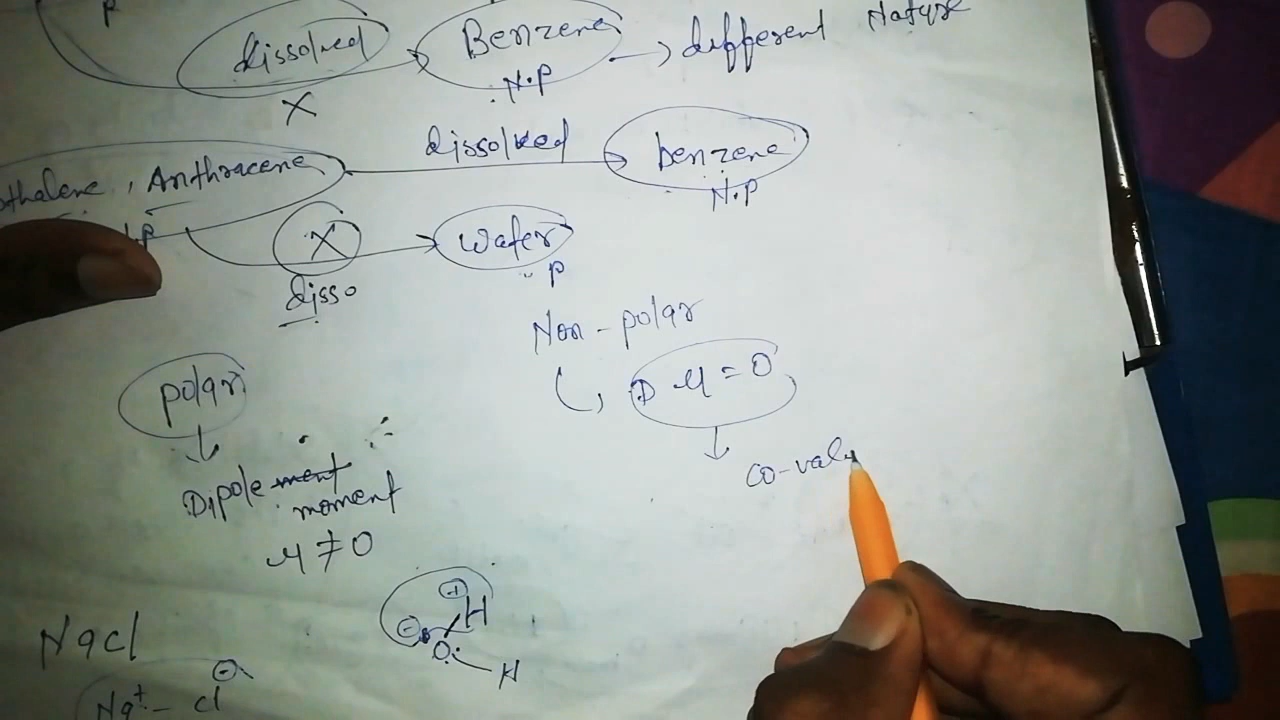 P
dissolved Benzene → different Nature
X N.P
Anthracene dissolved benzene
N.P
X water
disso P
Non-polar
polar μ = 0
Dipole ment
moment
μ ≠ 0
co-val
NaCl ⊕ H
⊖ O
H
Na+ - Cl ⊖